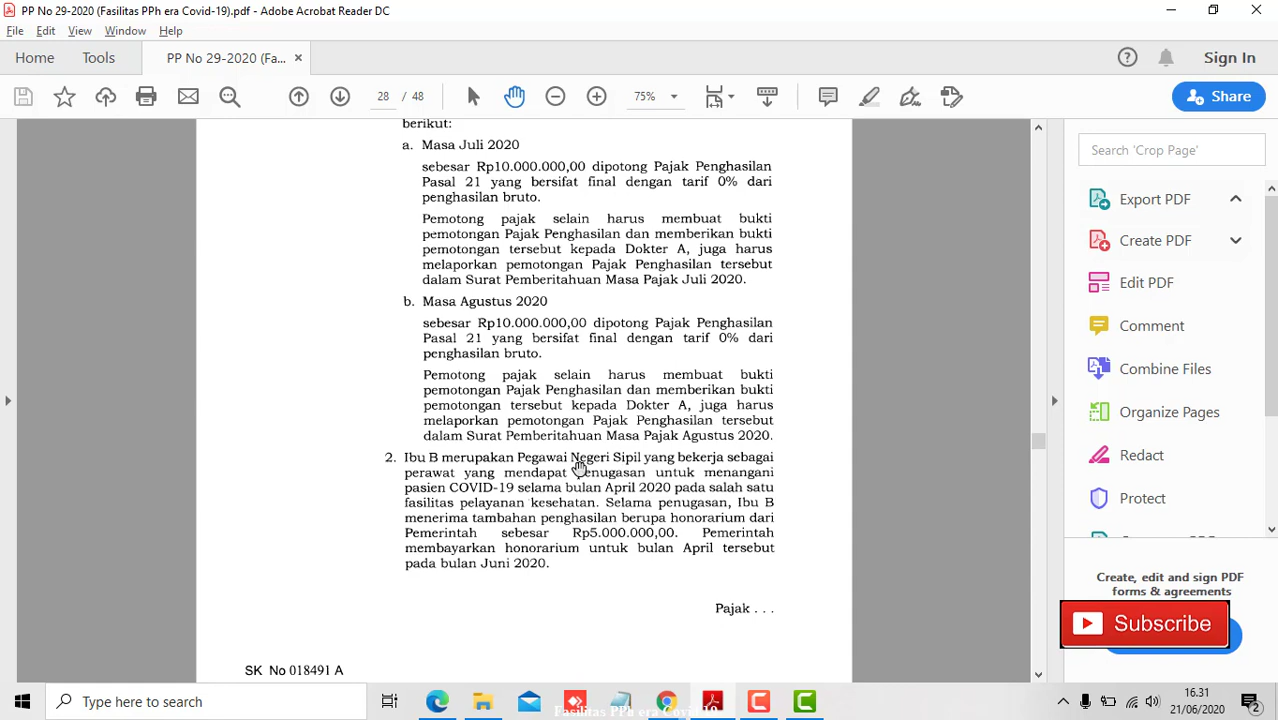 PP No 29-2020 (Fasilitas PPh era Covid-19).pdf - Adobe Acrobat Reader DC
File Edit View Window Help
Home Tools PP No 29-2020 (Fa... × Sign In
28 / 48 75% Share
berikut:
a. Masa Juli 2020
sebesar Rp10.000.000,00 dipotong Pajak Penghasilan
Pasal 21 yang bersifat final dengan tarif 0% dari
penghasilan bruto.
Pemotong pajak selain harus membuat bukti
pemotongan Pajak Penghasilan dan memberikan bukti
pemotongan tersebut kepada Dokter A, juga harus
melaporkan pemotongan Pajak Penghasilan tersebut
dalam Surat Pemberitahuan Masa Pajak Juli 2020.
b. Masa Agustus 2020
sebesar Rp10.000.000,00 dipotong Pajak Penghasilan
Pasal 21 yang bersifat final dengan tarif 0% dari
penghasilan bruto.
Pemotong pajak selain harus membuat bukti
pemotongan Pajak Penghasilan dan memberikan bukti
pemotongan tersebut kepada Dokter A, juga harus
melaporkan pemotongan Pajak Penghasilan tersebut
dalam Surat Pemberitahuan Masa Pajak Agustus 2020.
2. Ibu B merupakan Pegawai Negeri Sipil yang bekerja sebagai
perawat yang mendapat penugasan untuk menangani
pasien COVID-19 selama bulan April 2020 pada salah satu
fasilitas pelayanan kesehatan. Selama penugasan, Ibu B
menerima tambahan penghasilan berupa honorarium dari
Pemerintah sebesar Rp5.000.000,00. Pemerintah
membayarkan honorarium untuk bulan April tersebut
pada bulan Juni 2020.
Pajak . . .
SK No 018491 A
Search 'Crop Page'
Export PDF
Create PDF
Edit PDF
Comment
Combine Files
Organize Pages
Redact
Protect
Create, edit and sign PDF
forms & agreements
Subscribe
Type here to search
Fasilitas PPh era Covid-19
16.31
21/06/2020
2